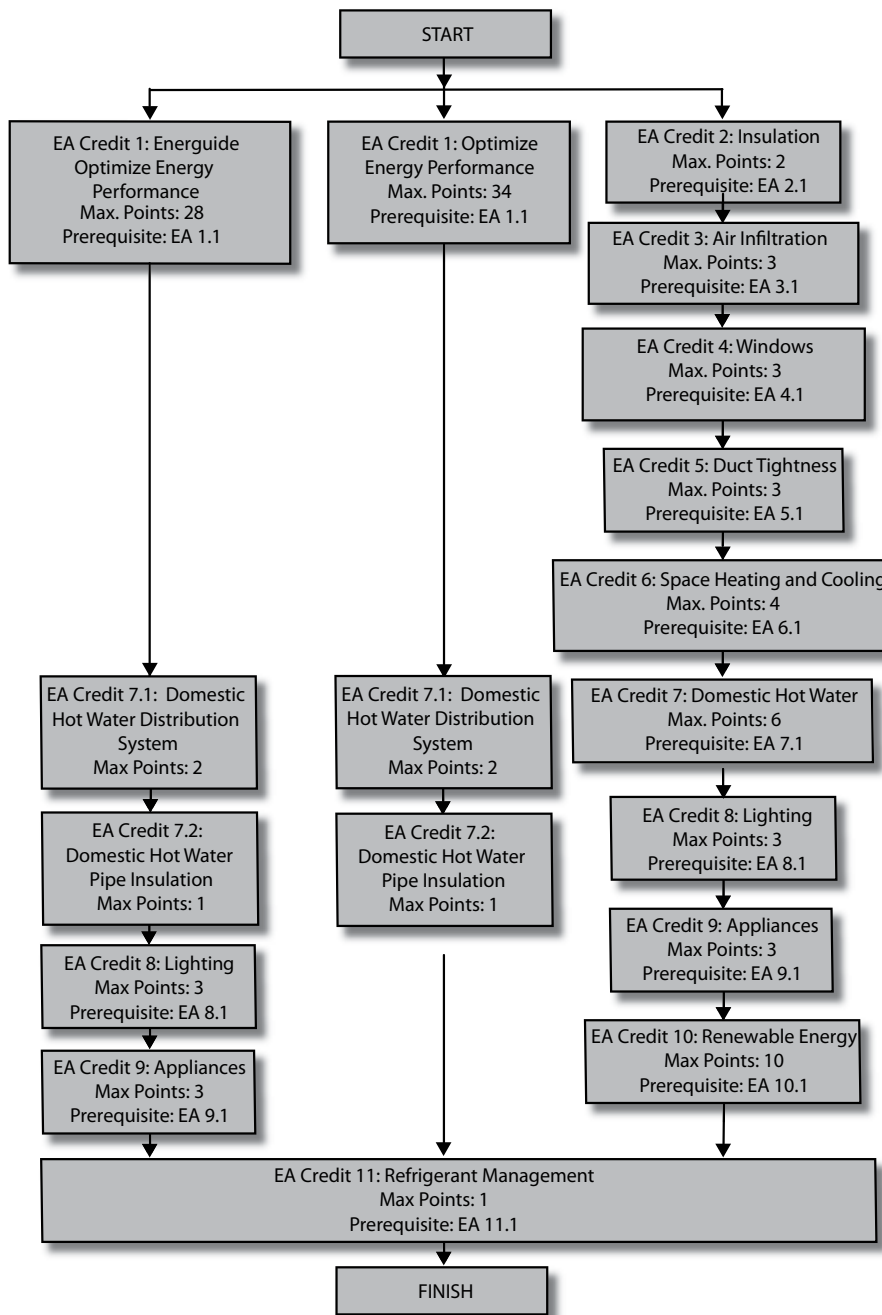 START
EA Credit 1: Energuide
Optimize Energy
Performance
Max. Points: 28
Prerequisite: EA 1.1
EA Credit 7.1: Domestic
Hot Water Distribution
System
Max Points: 2
EA Credit 7.2:
Domestic Hot Water
Pipe Insulation
Max Points: 1
EA Credit 8: Lighting
Max Points: 3
Prerequisite: EA 8.1
EA Credit 9: Appliances
Max Points: 3
Prerequisite: EA 9.1
EA Credit 1: Optimize
Energy Performance
Max. Points: 34
Prerequisite: EA 1.1
EA Credit 7.1: Domestic
Hot Water Distribution
System
Max Points: 2
EA Credit 7.2:
Domestic Hot Water
Pipe Insulation
Max Points: 1
EA Credit 2: Insulation
Max. Points: 2
Prerequisite: EA 2.1
EA Credit 3: Air Infiltration
Max. Points: 3
Prerequisite: EA 3.1
EA Credit 4: Windows
Max. Points: 3
Prerequisite: EA 4.1
EA Credit 5: Duct Tightness
Max. Points: 3
Prerequisite: EA 5.1
EA Credit 6: Space Heating and Cooling
Max. Points: 4
Prerequisite: EA 6.1
EA Credit 7: Domestic Hot Water
Max. Points: 6
Prerequisite: EA 7.1
EA Credit 8: Lighting
Max Points: 3
Prerequisite: EA 8.1
EA Credit 9: Appliances
Max Points: 3
Prerequisite: EA 9.1
EA Credit 10: Renewable Energy
Max Points: 10
Prerequisite: EA 10.1
EA Credit 11: Refrigerant Management
Max Points: 1
Prerequisite: EA 11.1
FINISH